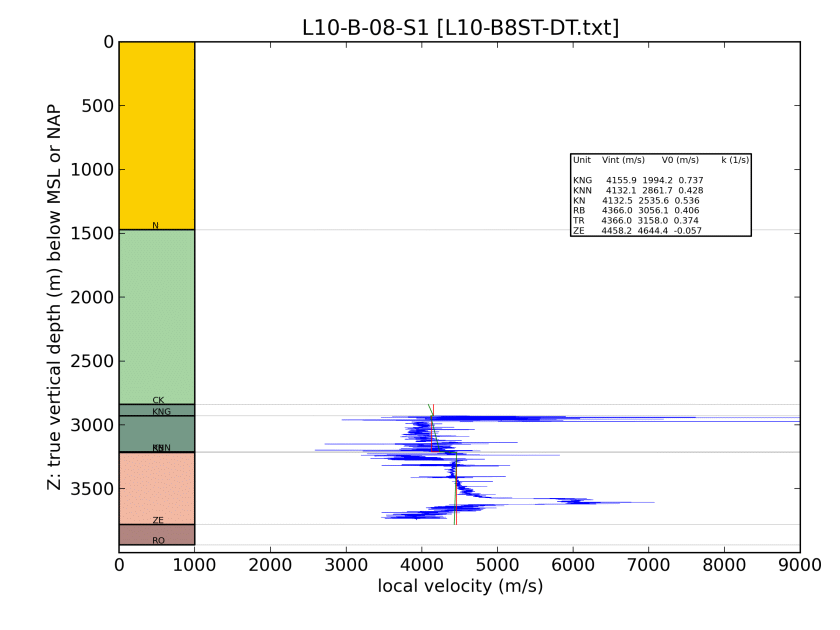 L10-B-08-S1 [L10-B8ST-DT.txt]
Z: true vertical depth (m) below MSL or NAP
0
500
1000
1500
2000
2500
3000
3500
N
CK
KNG
KNN
ZE
RO
Unit Vint (m/s) V0 (m/s) k (1/s)
KNG 4155.9 1994.2 0.737
KNN 4132.1 2861.7 0.428
KN 4132.5 2535.6 0.536
RB 4366.0 3056.1 0.406
TR 4366.0 3158.0 0.374
ZE 4458.2 4644.4 -0.057
0 1000 2000 3000 4000 5000 6000 7000 8000 9000
local velocity (m/s)